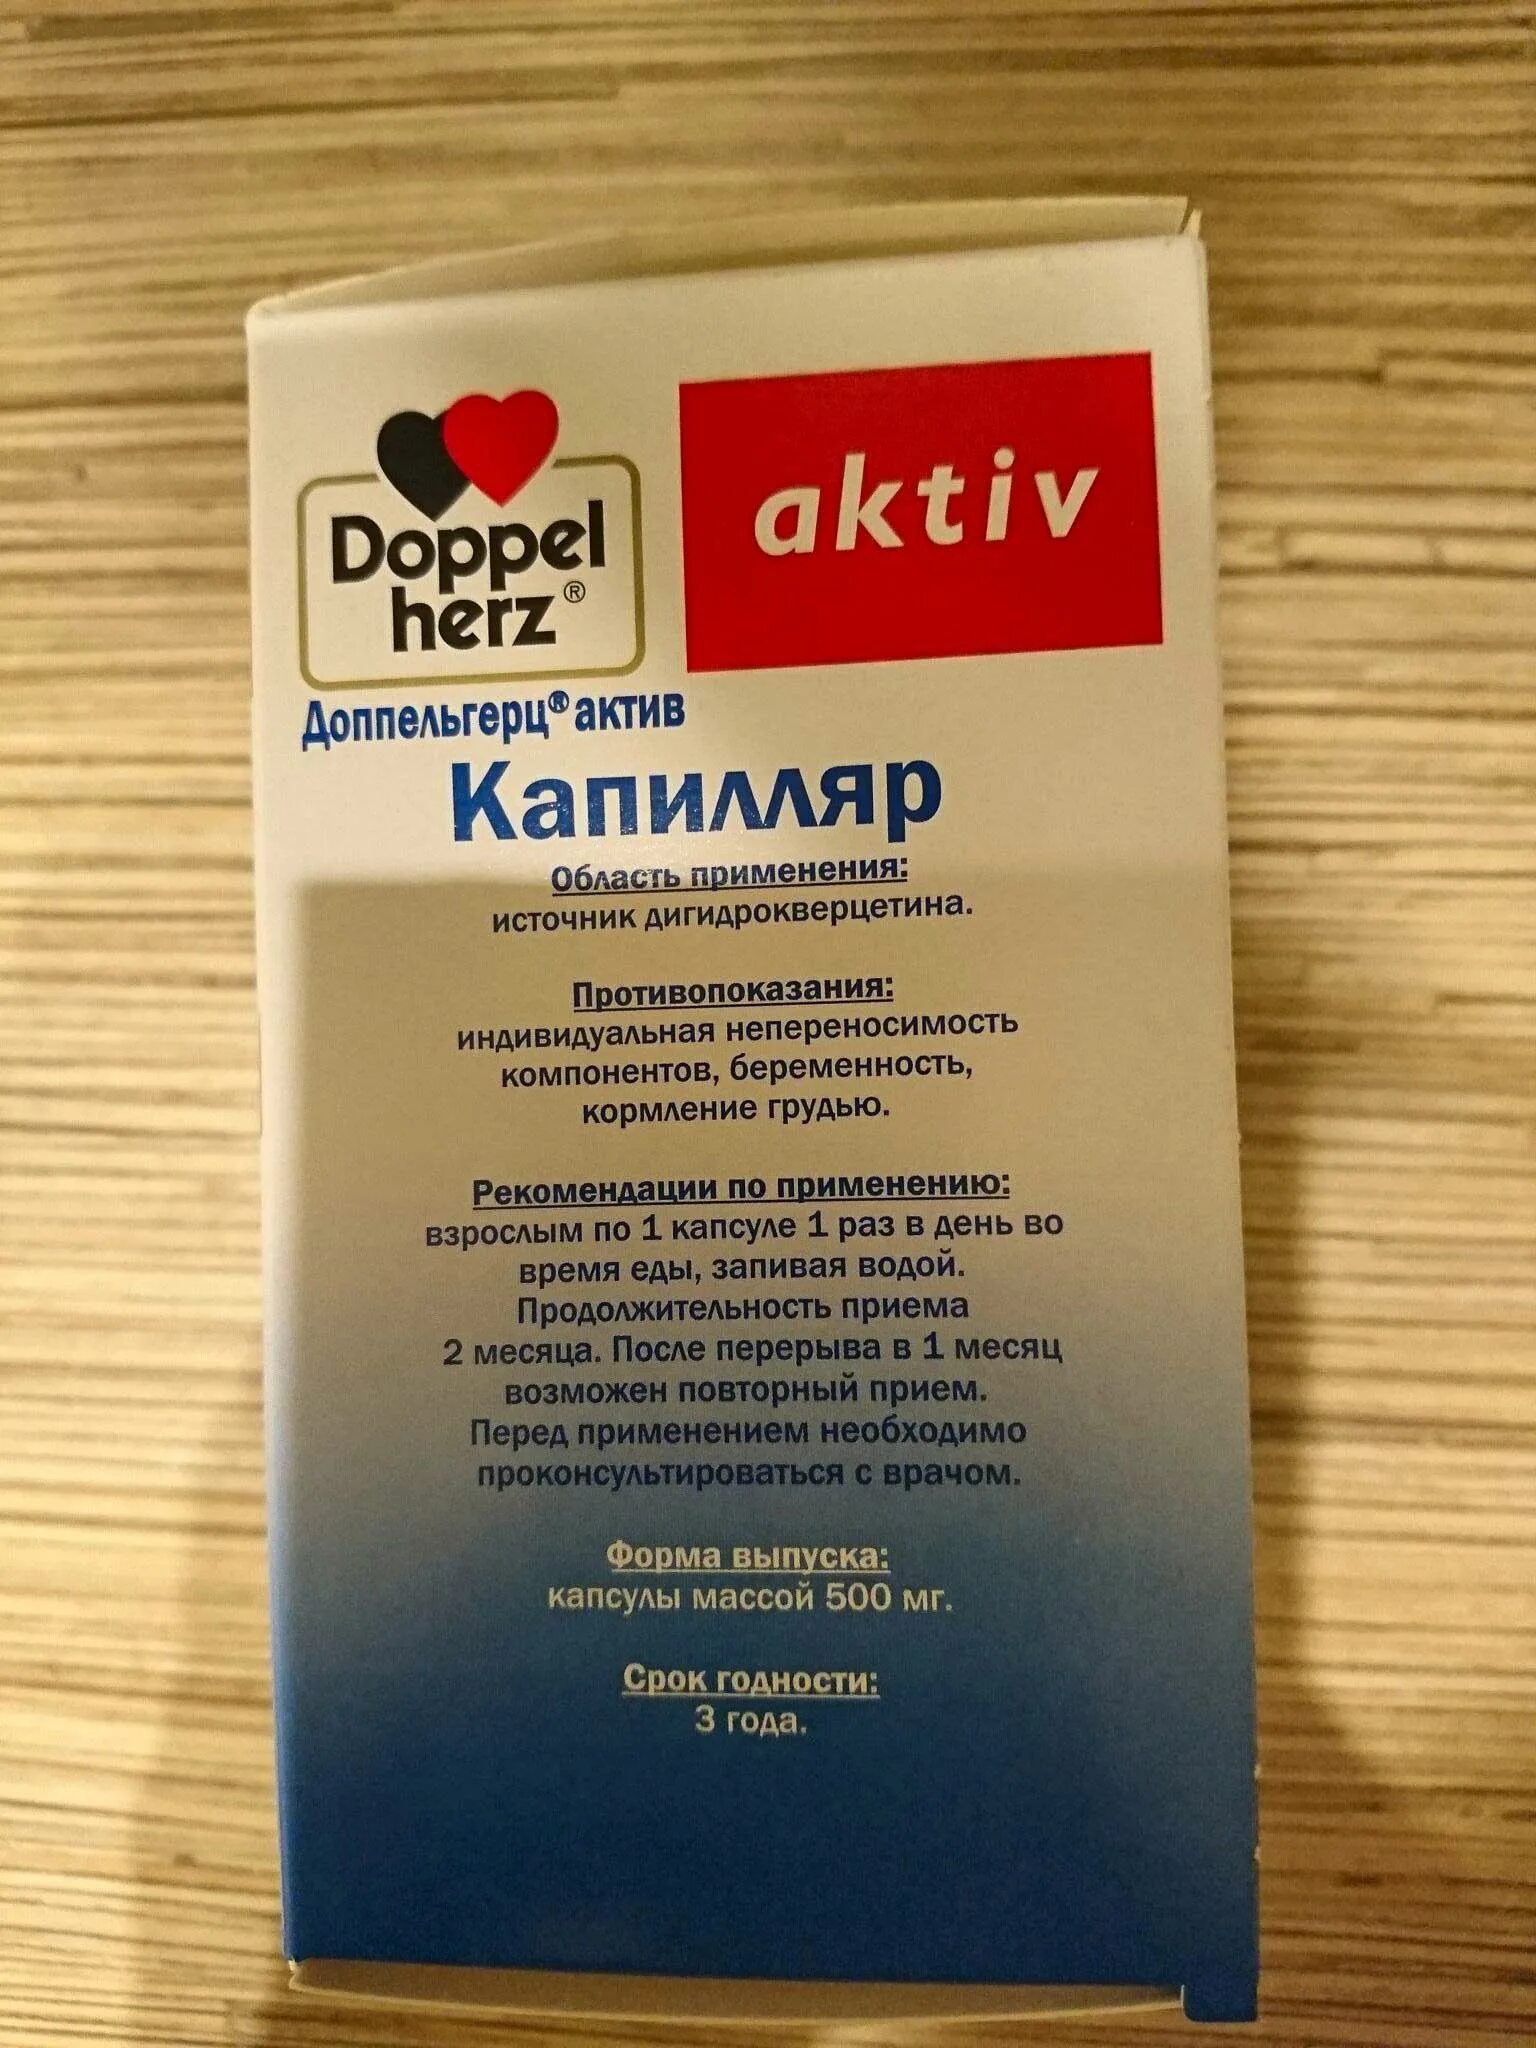 Doppel
herz®
aktiv
Доппельгерц® актив
Капилляр
Область применения:
источник дигидрокверцетина.
Противопоказания:
индивидуальная непереносимость
компонентов, беременность,
кормление грудью.
Рекомендации по применению:
взрослым по 1 капсуле 1 раз в день во
время еды, запивая водой.
Продолжительность приема
2 месяца. После перерыва в 1 месяц
возможен повторный прием.
Перед применением необходимо
проконсультироваться с врачом.
Форма выпуска:
капсулы массой 500 мг.
Срок годности:
3 года.